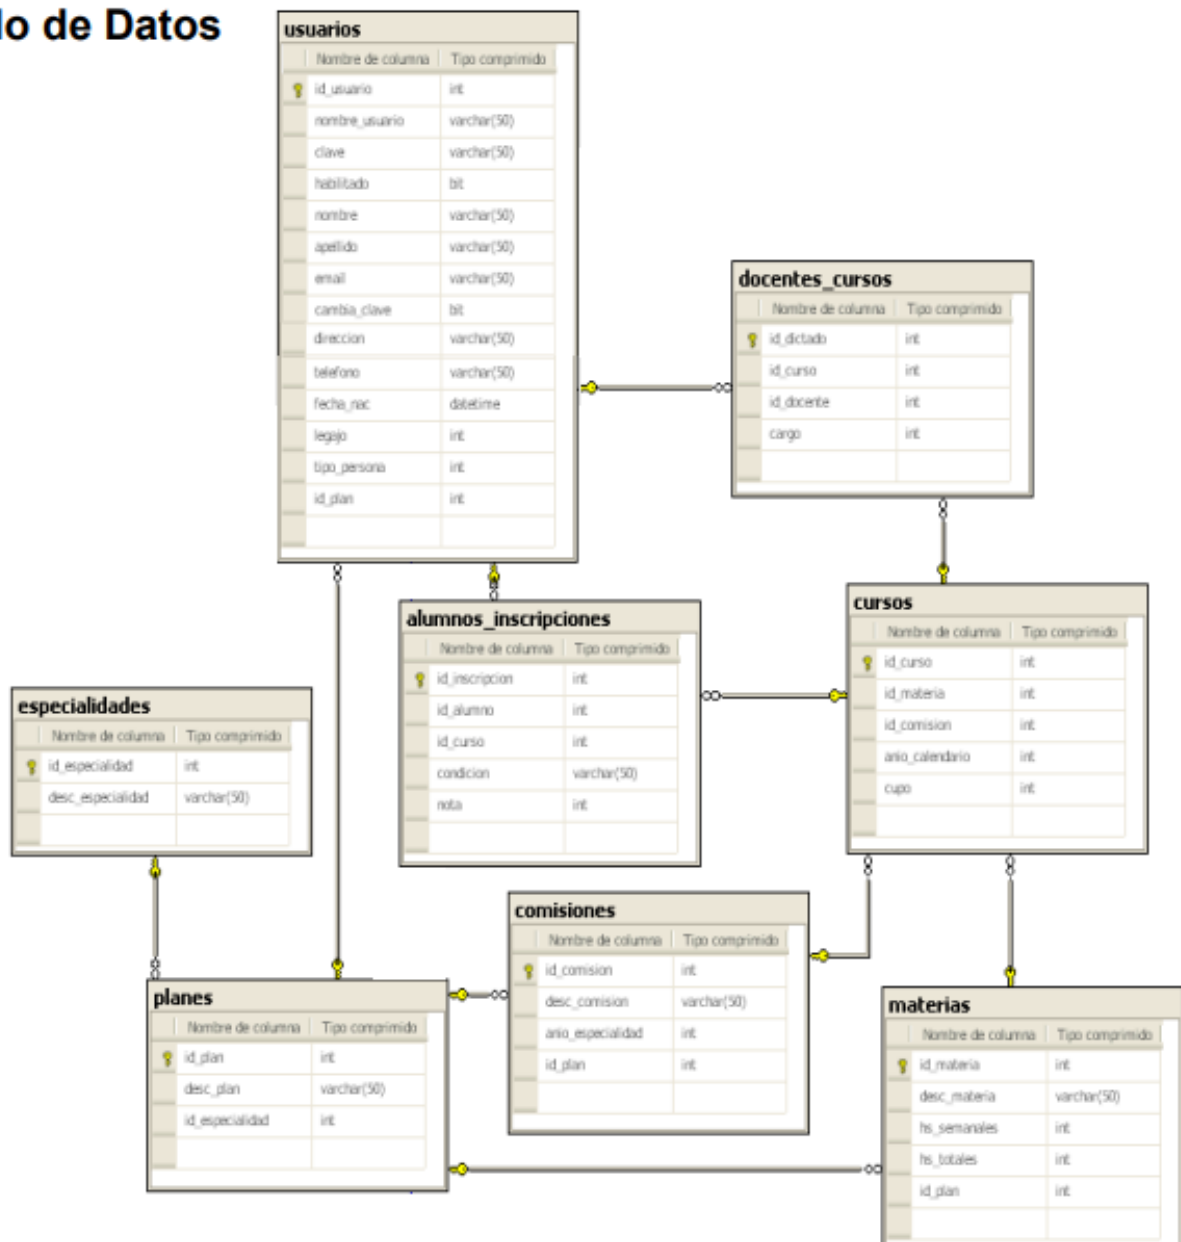 lo de Datos
usuarios
Nombre de columna Tipo comprimido
id_usuario int
nombre_usuario varchar(50)
clave varchar(50)
habilitado bit
nombre varchar(50)
apellido varchar(50)
email varchar(50)
cambia_clave bit
direccion varchar(50)
telefono varchar(50)
fecha_nac datetime
legajo int
tipo_persona int
id_plan int
docentes_cursos
Nombre de columna Tipo comprimido
id_dictado int
id_curso int
id_docente int
cargo int
alumnos_inscripciones
Nombre de columna Tipo comprimido
id_inscripcion int
id_alumno int
id_curso int
condicion varchar(50)
nota int
cursos
Nombre de columna Tipo comprimido
id_curso int
id_materia int
id_comision int
anio_calendario int
cupo int
especialidades
Nombre de columna Tipo comprimido
id_especialidad int
desc_especialidad varchar(50)
comisiones
Nombre de columna Tipo comprimido
id_comision int
desc_comision varchar(50)
anio_especialidad int
id_plan int
planes
Nombre de columna Tipo comprimido
id_plan int
desc_plan varchar(50)
id_especialidad int
materias
Nombre de columna Tipo comprimido
id_materia int
desc_materia varchar(50)
hs_semanales int
hs_totales int
id_plan int